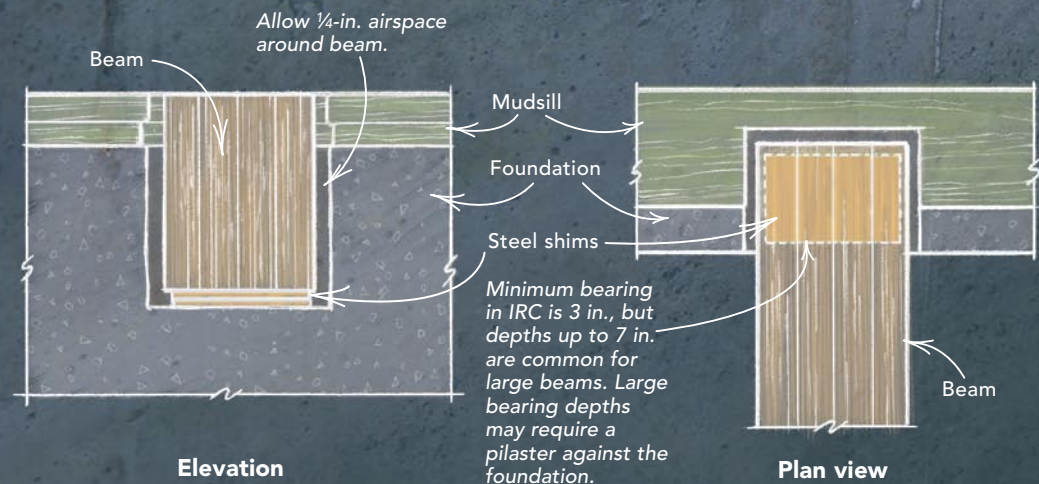 Allow ¼-in. airspace
around beam.
Beam
Mudsill
Foundation
Steel shims
Minimum bearing
in IRC is 3 in., but
depths up to 7 in.
are common for
large beams. Large
bearing depths
may require a
pilaster against the
foundation.
Beam
Elevation
Plan view